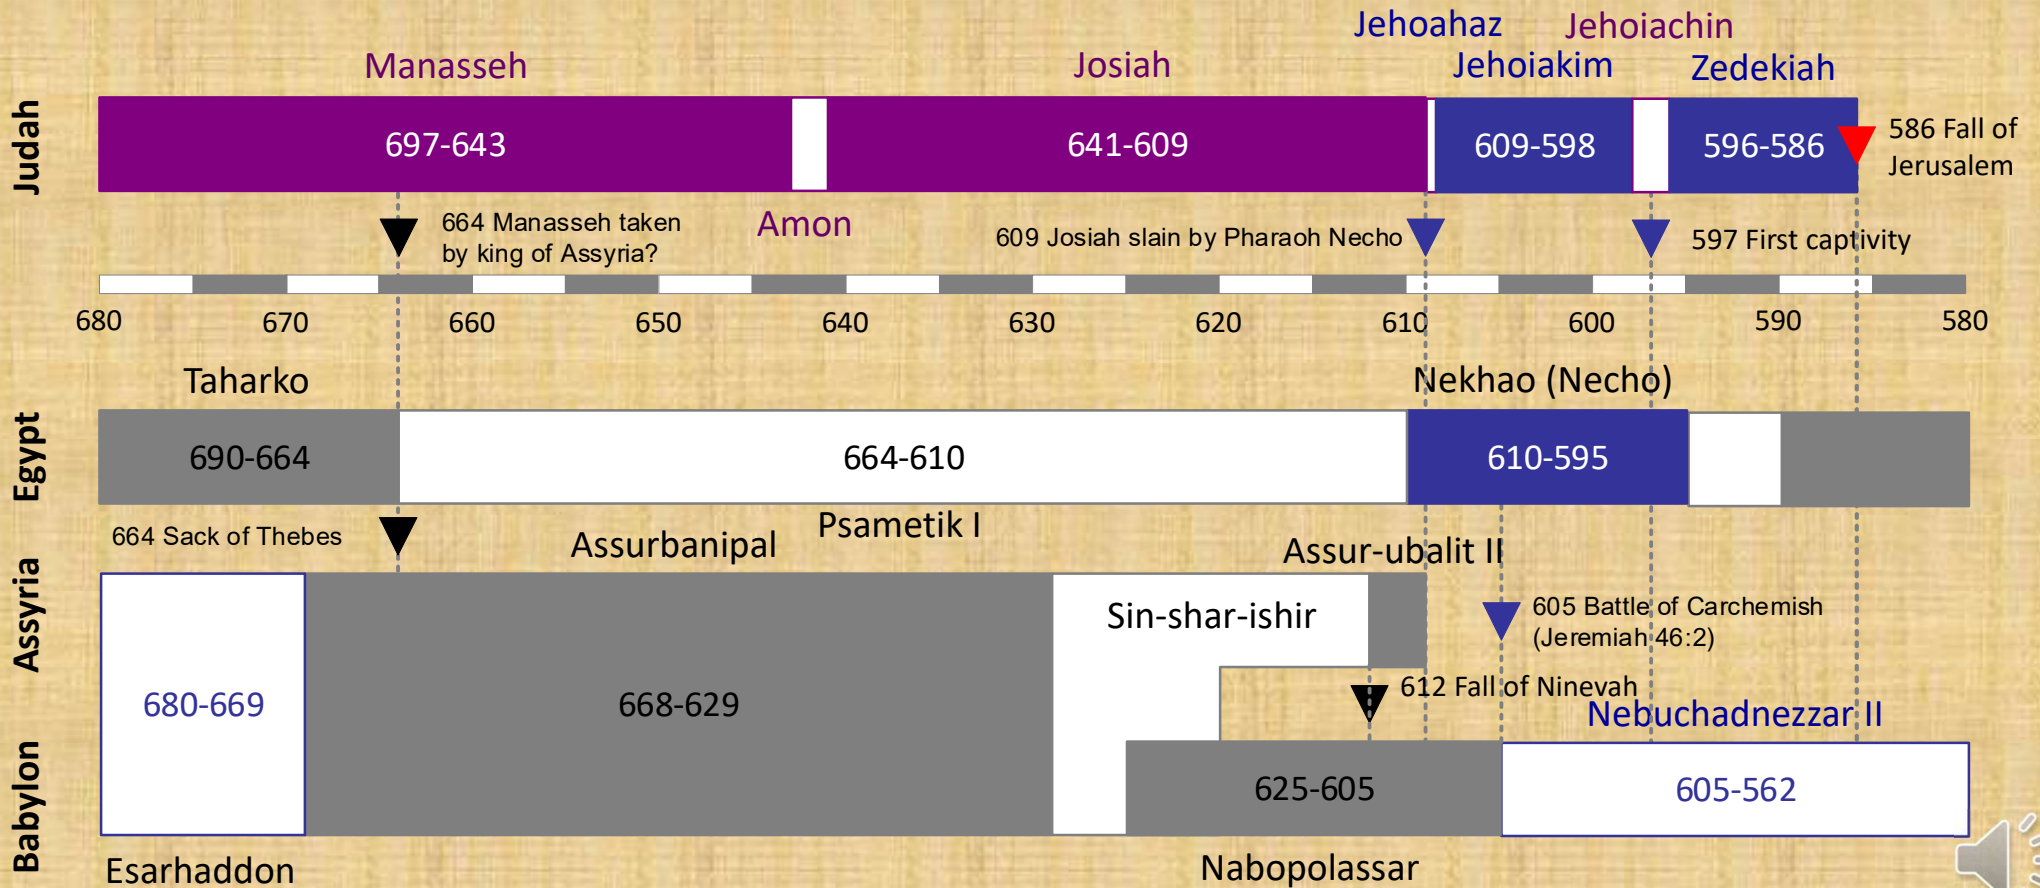 Jehoahaz
Jehoiachin
Manasseh
Josiah
Jehoiakim
Zedekiah
Judah
697-643
641-609
609-598
596-586
586 Fall of
Jerusalem
664 Manasseh taken
by king of Assyria?
Amon
609 Josiah slain by Pharaoh Necho
597 First captivity
680
670
660
650
640
630
620
610
600
590
580
Taharko
Nekhao (Necho)
Egypt
690-664
664-610
610-595
664 Sack of Thebes
Assurbanipal
Psametik I
Assur-ubalit II
Assyria
Sin-shar-ishir
605 Battle of Carchemish
(Jeremiah 46:2)
680-669
668-629
612 Fall of Ninevah
Nebuchadnezzar II
Babylon
625-605
605-562
Esarhaddon
Nabopolassar